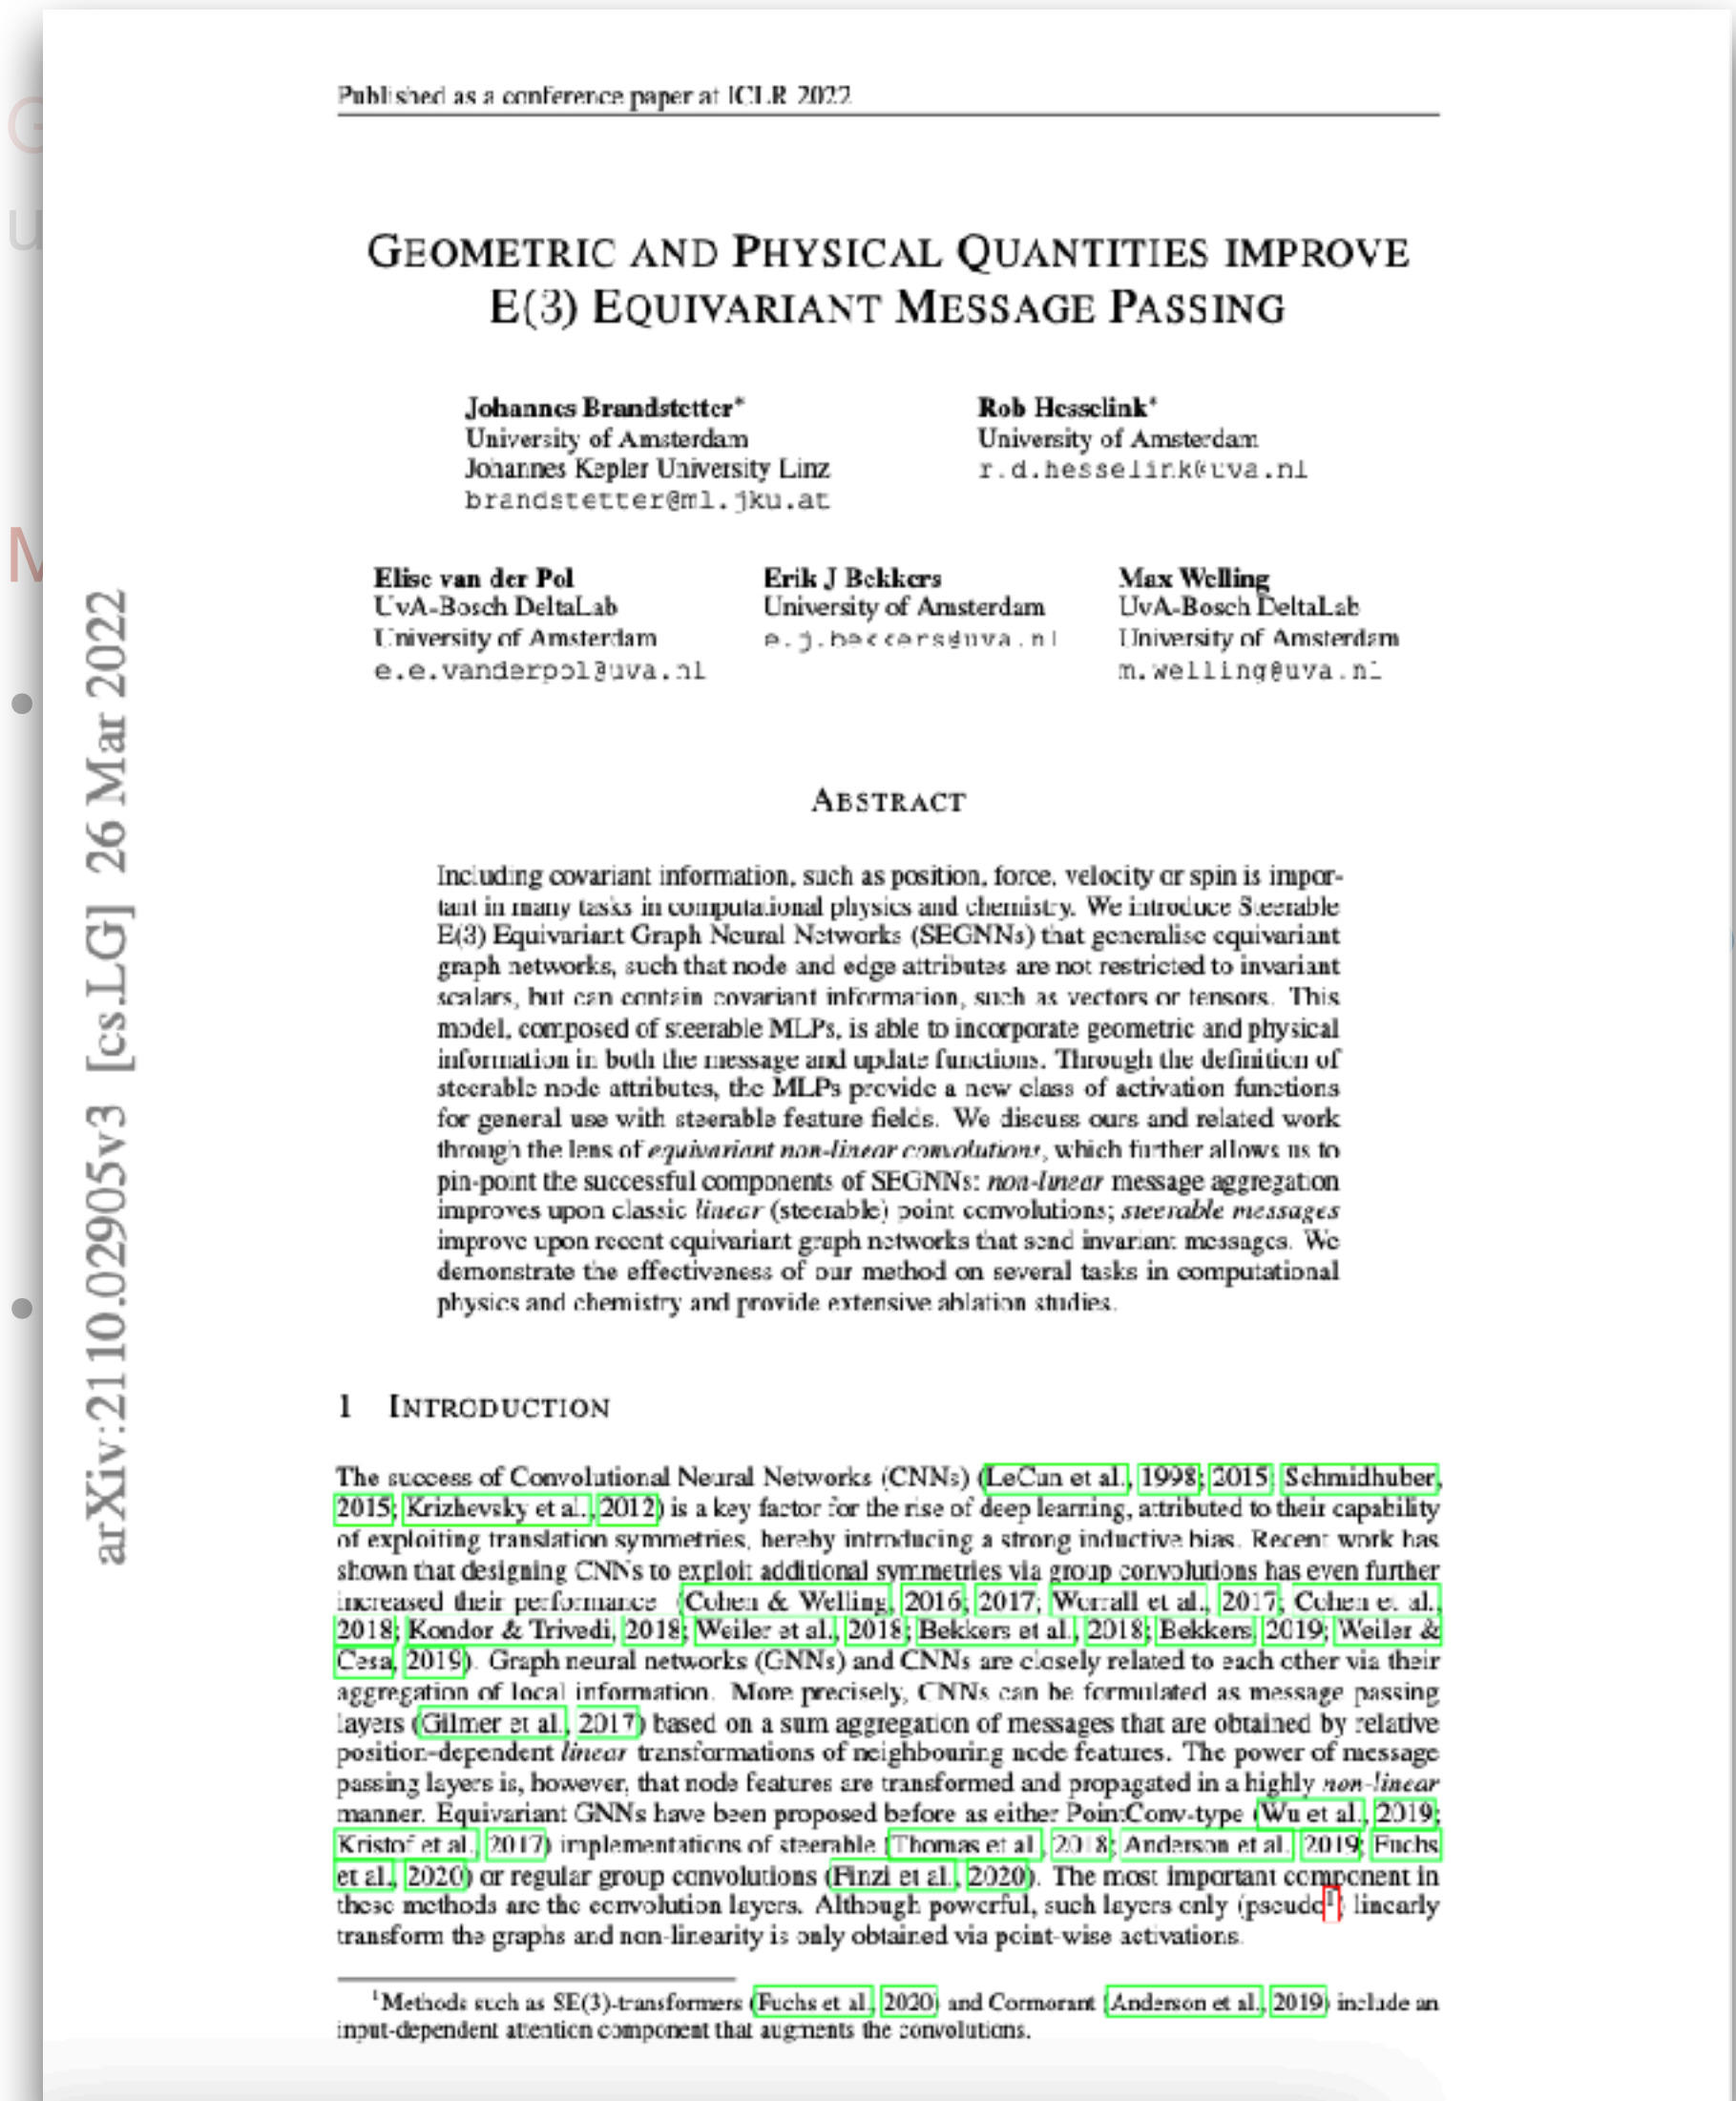 Published as a conference paper at ICLR 2022
GEOMETRIC AND PHYSICAL QUANTITIES IMPROVE
E(3) EQUIVARIANT MESSAGE PASSING
Johannes Brandstetter* Rob Hesselink*
University of Amsterdam University of Amsterdam
Johannes Kepler University Linz r.d.hesselink@uva.nl
brandstetter@ml.jku.at
Elise van der Pol Erik J Bekkers Max Welling
UvA-Bosch DeltaLab University of Amsterdam UvA-Bosch DeltaLab
University of Amsterdam e.j.bekkers@uva.nl University of Amsterdam
e.e.vanderpol@uva.nl m.welling@uva.nl
arXiv:2110.02905v3 [cs.LG] 26 Mar 2022
ABSTRACT
Including covariant information, such as position, force, velocity or spin is impor-
tant in many tasks in computational physics and chemistry. We introduce Steerable
E(3) Equivariant Graph Neural Networks (SEGNNs) that generalise equivariant
graph networks, such that node and edge attributes are not restricted to invariant
scalars, but can contain covariant information, such as vectors or tensors. This
model, composed of steerable MLPs, is able to incorporate geometric and physical
information in both the message and update functions. Through the definition of
steerable node attributes, the MLPs provide a new class of activation functions
for general use with steerable feature fields. We discuss ours and related work
through the lens of equivariant non-linear convolutions, which further allows us to
pin-point the successful components of SEGNNs: non-linear message aggregation
improves upon classic linear (steerable) point convolutions; steerable messages
improve upon recent equivariant graph networks that send invariant messages. We
demonstrate the effectiveness of our method on several tasks in computational
physics and chemistry and provide extensive ablation studies.
1 INTRODUCTION
The success of Convolutional Neural Networks (CNNs) (LeCun et al., 1998; 2015; Schmidhuber,
2015; Krizhevsky et al., 2012) is a key factor for the rise of deep learning, attributed to their capability
of exploiting translation symmetries, hereby introducing a strong inductive bias. Recent work has
shown that designing CNNs to exploit additional symmetries via group convolutions has even further
increased their performance (Cohen & Welling, 2016; 2017; Worrall et al., 2017; Cohen et al.,
2018; Kondor & Trivedi, 2018; Weiler et al., 2018; Bekkers et al., 2018; Bekkers, 2019; Weiler &
Cesa, 2019). Graph neural networks (GNNs) and CNNs are closely related to each other via their
aggregation of local information. More precisely, CNNs can be formulated as message passing
layers (Gilmer et al., 2017) based on a sum aggregation of messages that are obtained by relative
position-dependent linear transformations of neighbouring node features. The power of message
passing layers is, however, that node features are transformed and propagated in a highly non-linear
manner. Equivariant GNNs have been proposed before as either PointConv-type (Wu et al., 2019;
Kristof et al., 2017) implementations of steerable (Thomas et al., 2018; Anderson et al., 2019; Fuchs
et al., 2020) or regular group convolutions (Finzi et al., 2020). The most important component in
these methods are the convolution layers. Although powerful, such layers only (pseudo¹) linearly
transform the graphs and non-linearity is only obtained via point-wise activations.
¹Methods such as SE(3)-transformers (Fuchs et al., 2020) and Cormorant (Anderson et al., 2019) include an
input-dependent attention component that augments the convolutions.